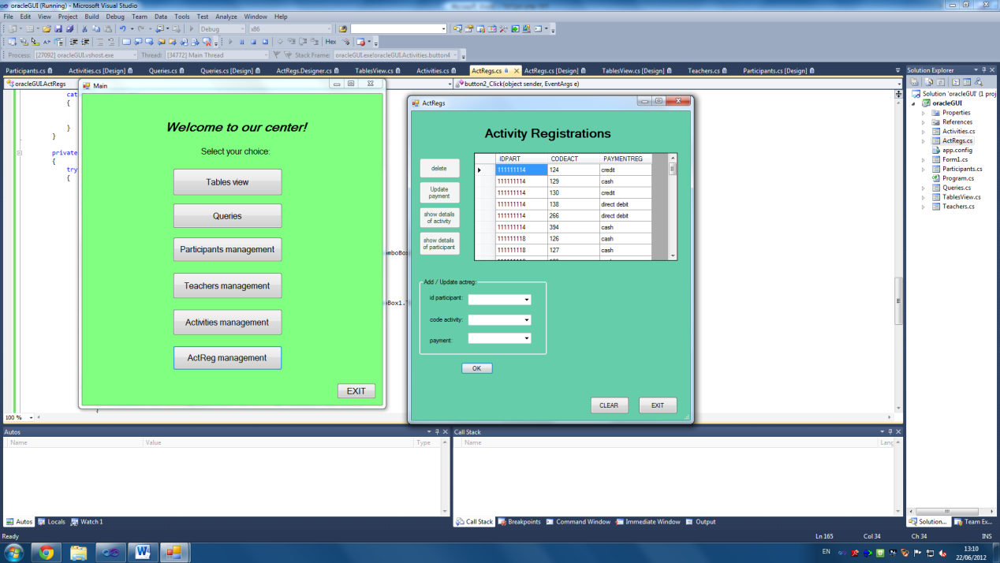 oracleGUI (Running) - Microsoft Visual Studio
File Edit View Project Build Debug Team Data Tools Test Analyze Window Help
Debug x86
Hex
Process: [27092] oracleGUI.vshost.exe Thread: [34772] Main Thread Stack Frame: oracleGUI.exe!oracleGUI.Activities.button4
Participants.cs Activities.cs [Design] Queries.cs Queries.cs [Design] ActRegs.Designer.cs TablesView.cs Activities.cs ActRegs.cs ActRegs.cs [Design] TablesView.cs [Design] Teachers.cs Participants.cs [Design]
oracleGUI.ActRegs
button2_Click(object sender, EventArgs e)
cat
{
}
}
private
{
try
{
mboBo
Box1.
{
100 %
Main
Welcome to our center!
Select your choice:
Tables view
Queries
Participants management
Teachers management
Activities management
ActReg management
EXIT
ActRegs
Activity Registrations
delete
Update
payment
show details
of activity
show details
of participant
IDPART CODEACT PAYMENTREG
111111114 124 credit
111111114 129 cash
111111114 130 credit
111111114 138 direct debit
111111114 266 direct debit
111111114 394 cash
111111118 126 cash
111111118 127 cash
Add / Update actreg:
id participant:
code activity:
payment:
OK
CLEAR
EXIT
Solution Explorer
Solution 'oracleGUI' (1 proj
oracleGUI
Properties
References
Activities.cs
ActRegs.cs
app.config
Form1.cs
Participants.cs
Program.cs
Queries.cs
TablesView.cs
Teachers.cs
Solution... Team Ex...
Autos
Name Value Type
Autos Locals Watch 1
Call Stack
Name Lang
Call Stack Breakpoints Command Window Immediate Window Output
Ready
Ln 165 Col 34 Ch 34 INS
EN
13:10
22/06/2012